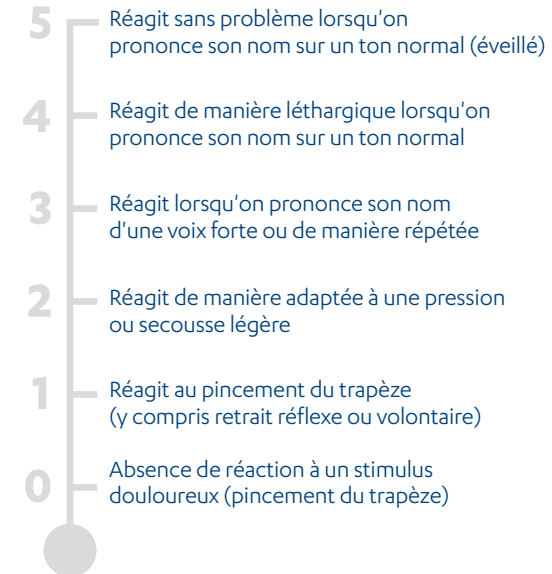 5
Réagit sans problème lorsqu'on
prononce son nom sur un ton normal (éveillé)
4
Réagit de manière léthargique lorsqu'on
prononce son nom sur un ton normal
3
Réagit lorsqu'on prononce son nom
d'une voix forte ou de manière répétée
2
Réagit de manière adaptée à une pression
ou secousse légère
1
Réagit au pincement du trapèze
(y compris retrait réflexe ou volontaire)
0
Absence de réaction à un stimulus
douloureux (pincement du trapèze)